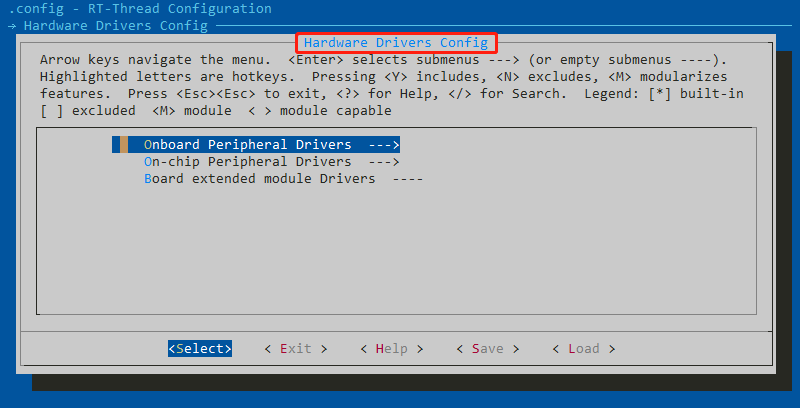 .config - RT-Thread Configuration
→ Hardware Drivers Config
Hardware Drivers Config
Arrow keys navigate the menu.  <Enter> selects submenus ---> (or empty submenus ----).
Highlighted letters are hotkeys.  Pressing <Y> includes, <N> excludes, <M> modularizes
features.  Press <Esc><Esc> to exit, <?> for Help, </> for Search.  Legend: [*] built-in
[ ] excluded  <M> module  < > module capable
Onboard Peripheral Drivers  --->
On-chip Peripheral Drivers  --->
Board extended module Drivers  ----
<Select>    < Exit >    < Help >    < Save >    < Load >